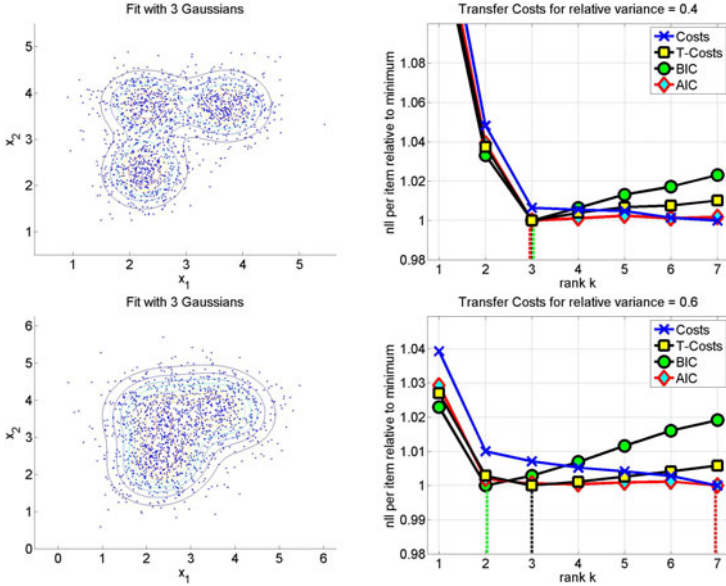 Fit with 3 Gaussians
5
4
3
2
1
x2
1
2
3
4
5
x1
Transfer Costs for relative variance = 0.4
Costs
T-Costs
BIC
AIC
1.08
1.06
1.04
1.02
1
0.98
nll per item relative to minimum
1
2
3
4
5
6
7
rank k
Fit with 3 Gaussians
6
5
4
3
2
1
0
x2
0
1
2
3
4
5
6
x1
Transfer Costs for relative variance = 0.6
Costs
T-Costs
BIC
AIC
1.04
1.03
1.02
1.01
1
0.99
0.98
nll per item relative to minimum
1
2
3
4
5
6
7
rank k